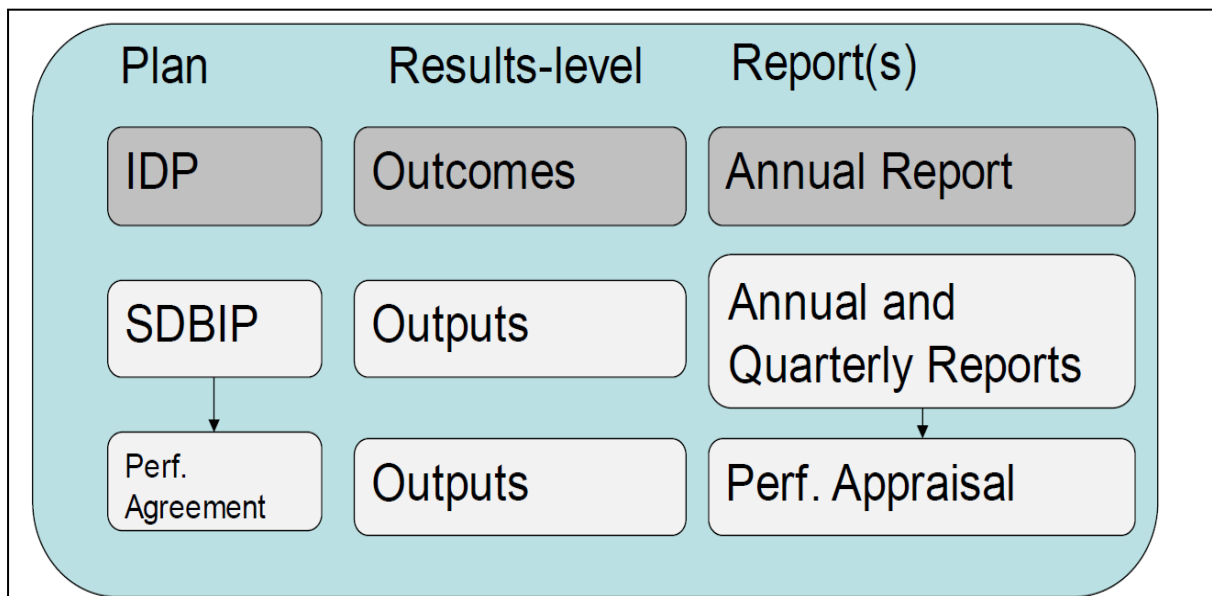 Plan
Results-level
Report(s)
IDP
Outcomes
Annual Report
SDBIP
Outputs
Annual and
Quarterly Reports
Perf.
Agreement
Outputs
Perf. Appraisal